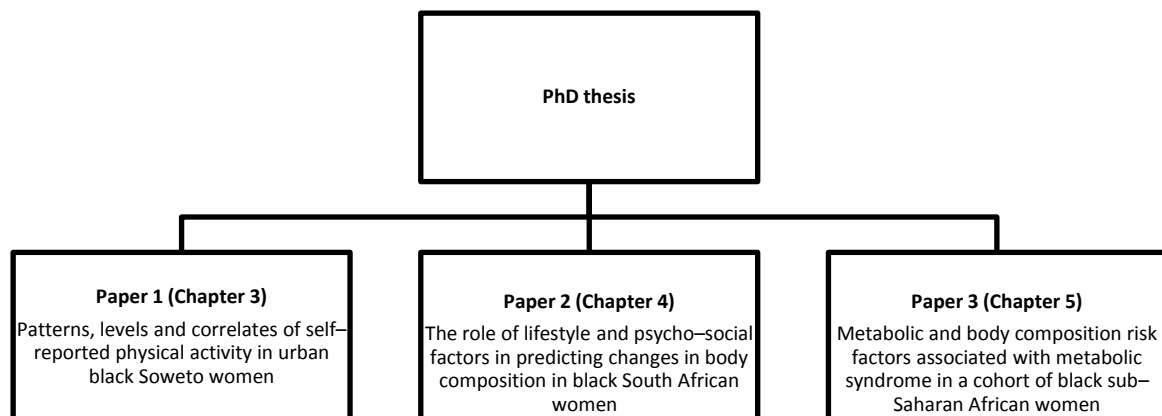 PhD thesis
Paper 1 (Chapter 3)
Patterns, levels and correlates of self–
reported physical activity in urban
black Soweto women
Paper 2 (Chapter 4)
The role of lifestyle and psycho–social
factors in predicting changes in body
composition in black South African
women
Paper 3 (Chapter 5)
Metabolic and body composition risk
factors associated with metabolic
syndrome in a cohort of black sub–
Saharan African women